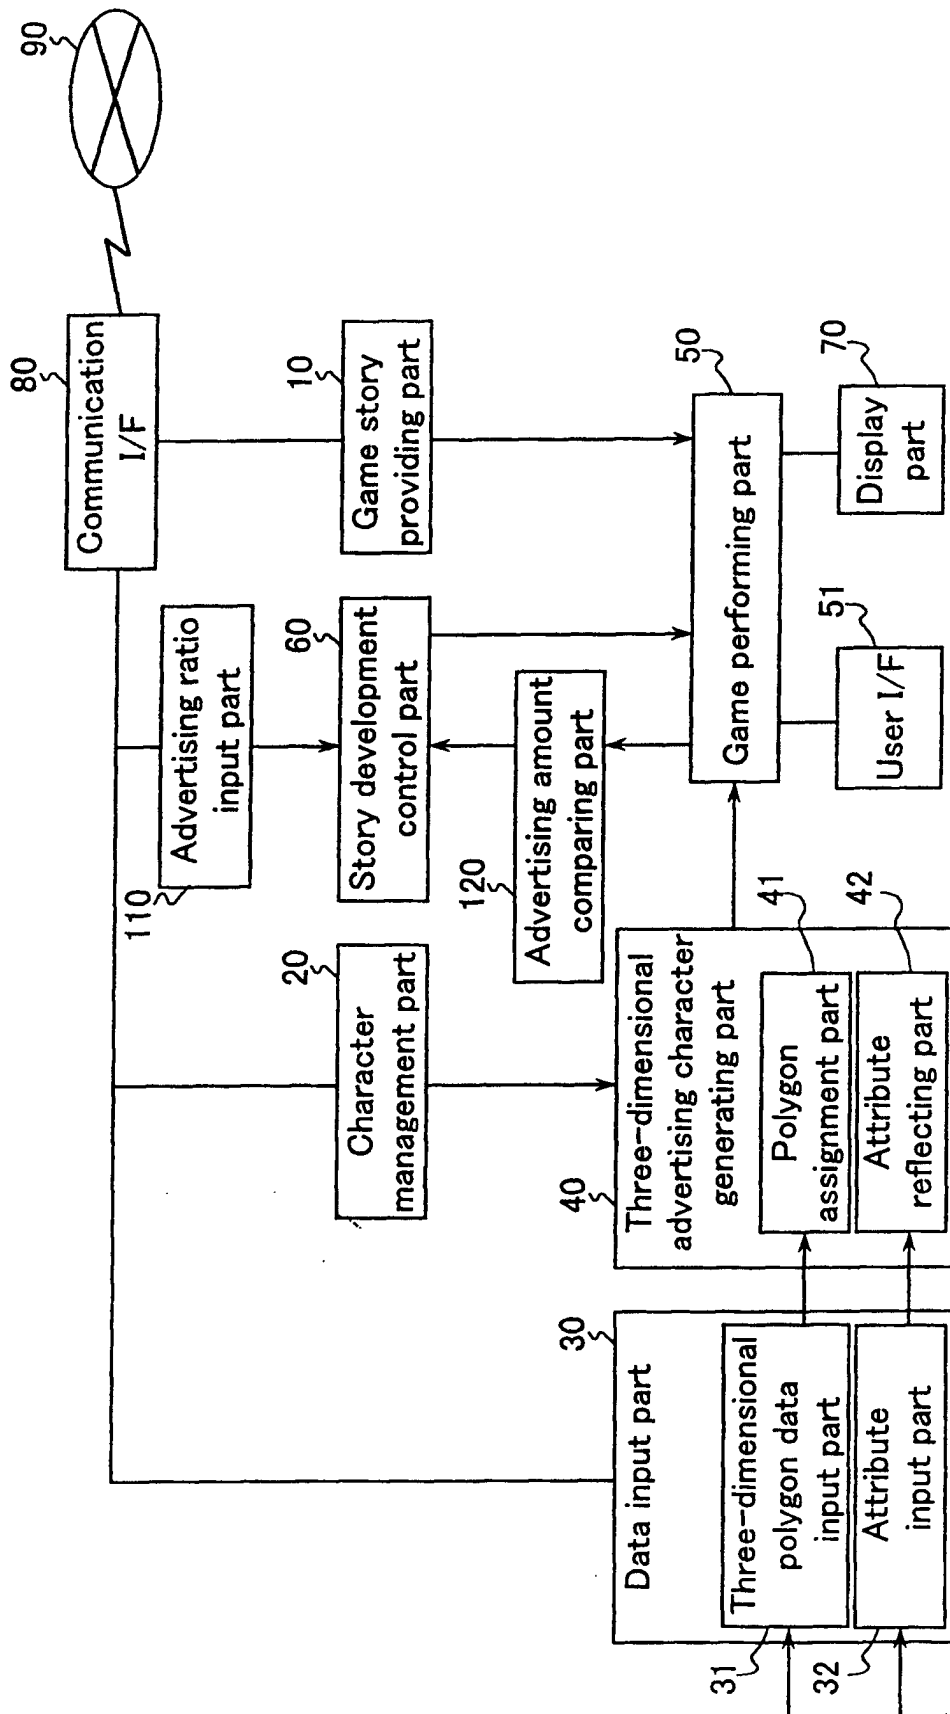 90
80
Communication
I/F
110
Advertising ratio
input part
10
Game story
providing part
60
Story development
control part
20
Character
management part
120
Advertising amount
comparing part
50
Game performing part
70
Display
part
51
User I/F
40
Three-dimensional
advertising character
generating part
41
Polygon
assignment part
42
Attribute
reflecting part
30
Data input part
31
Three-dimensional
polygon data
input part
32
Attribute
input part